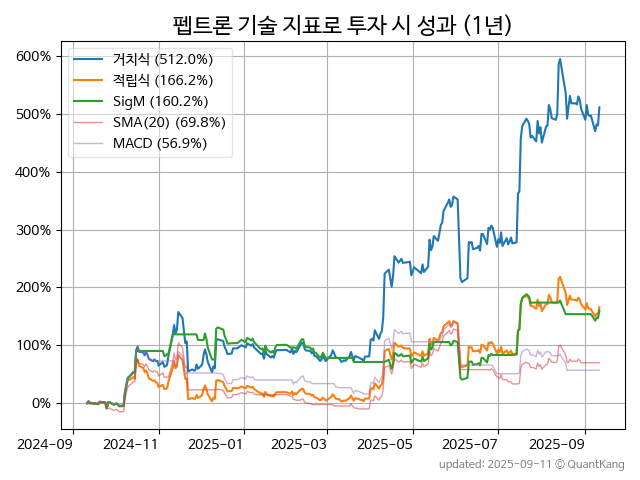 펩트론 기술 지표로 투자 시 성과 (1년)
600%
500%
400%
300%
200%
100%
0%
거치식 (512.0%)
적립식 (166.2%)
SigM (160.2%)
SMA(20) (69.8%)
MACD (56.9%)
2024-09 2024-11 2025-01 2025-03 2025-05 2025-07 2025-09
updated: 2025-09-11 ⓒ QuantKang